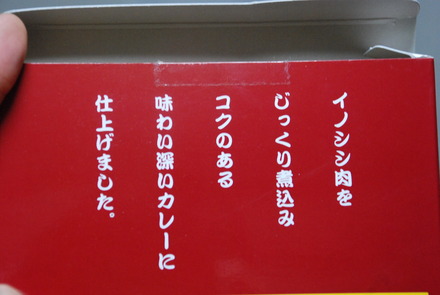 イノシシ肉を
じっくり煮込み
コクのある
味わい深いカレーに
仕上げました。